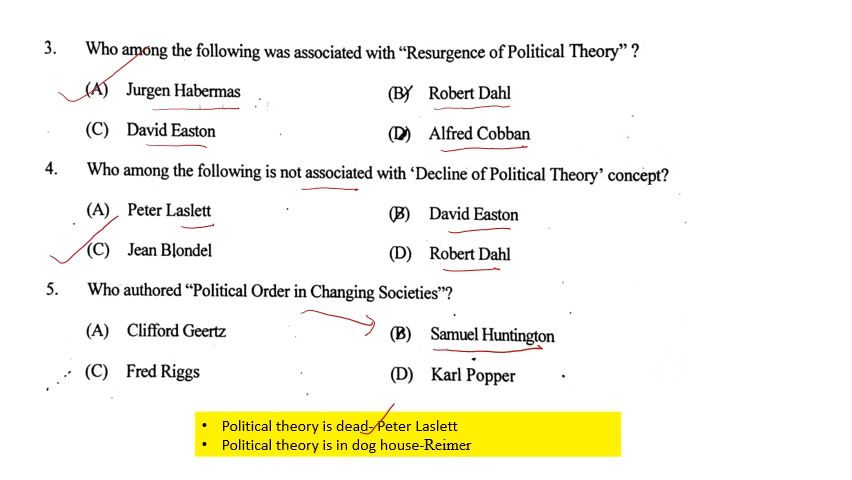 3. Who among the following was associated with “Resurgence of Political Theory” ?
(A) Jurgen Habermas (B) Robert Dahl
(C) David Easton (D) Alfred Cobban
4. Who among the following is not associated with ‘Decline of Political Theory’ concept?
(A) Peter Laslett (B) David Easton
(C) Jean Blondel (D) Robert Dahl
5. Who authored “Political Order in Changing Societies”?
(A) Clifford Geertz (B) Samuel Huntington
(C) Fred Riggs (D) Karl Popper
• Political theory is dead- Peter Laslett
• Political theory is in dog house-Reimer